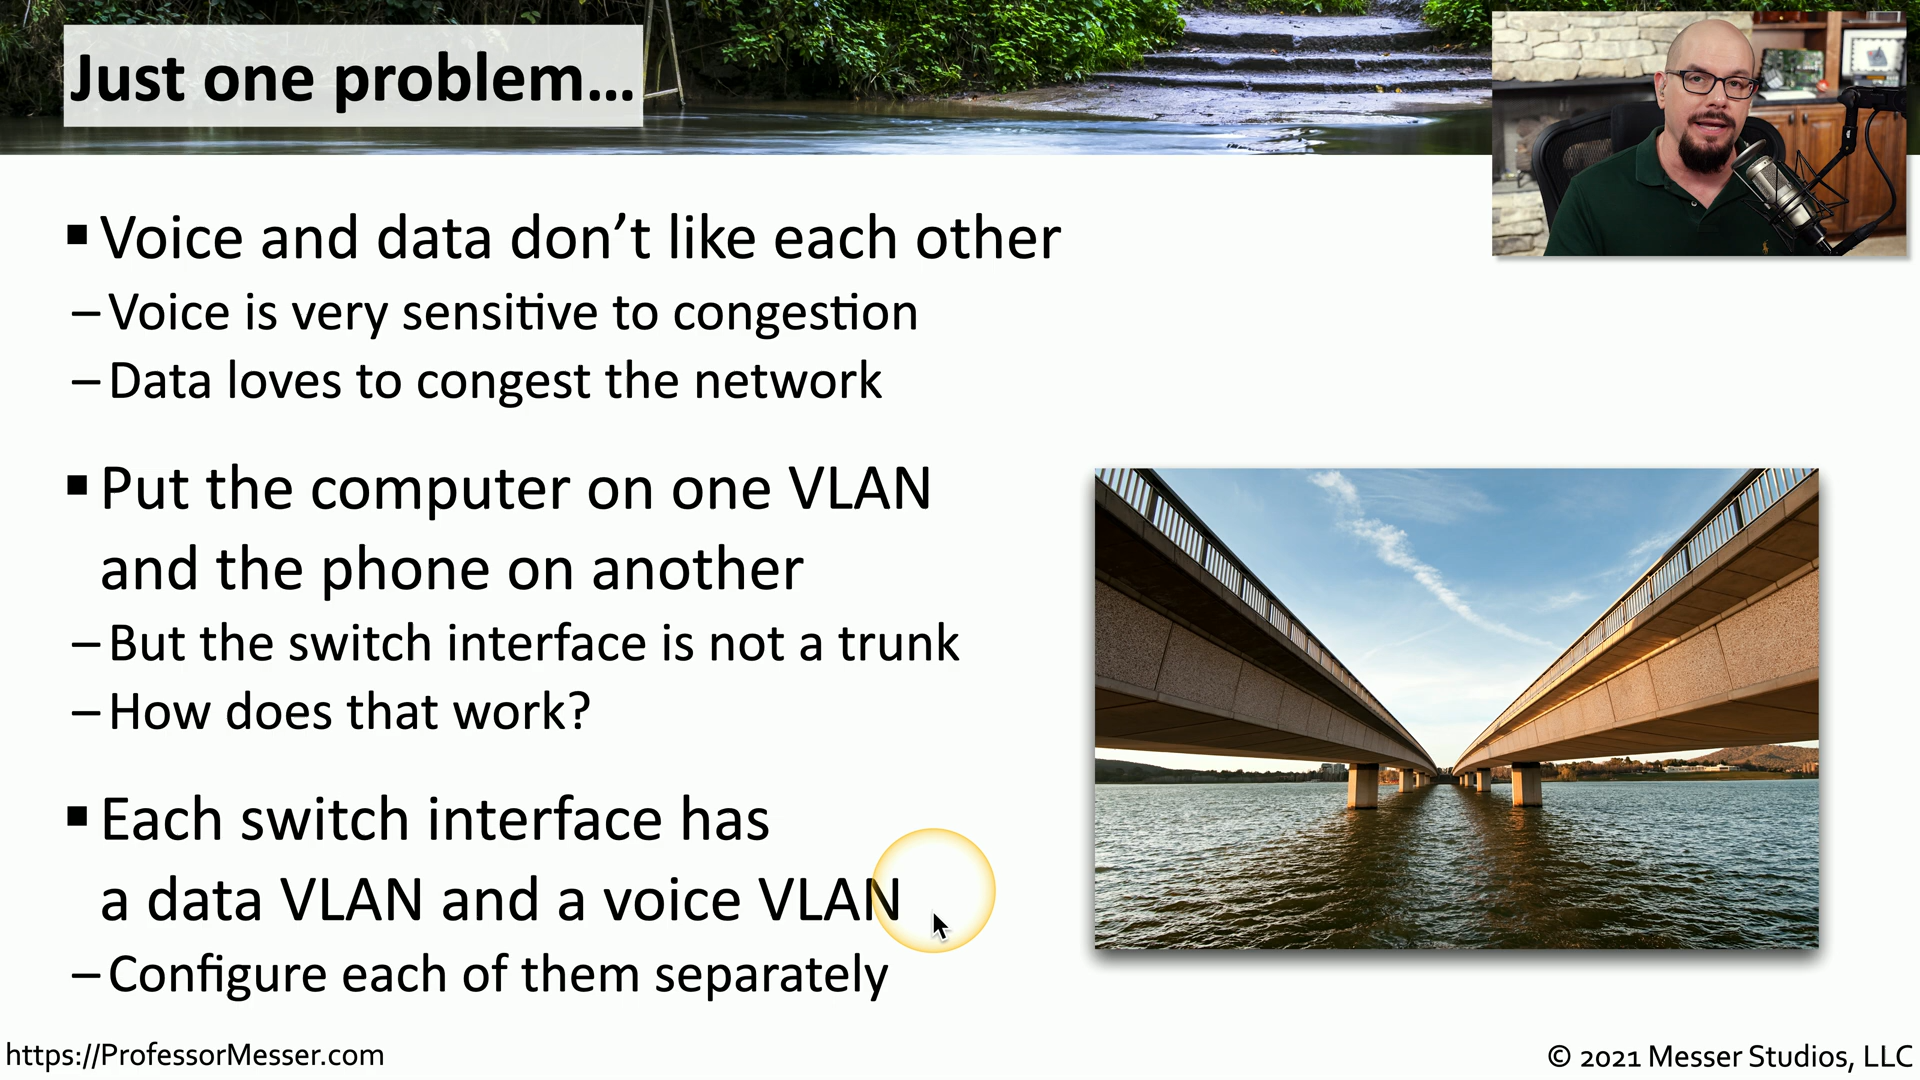 Just one problem...
▪ Voice and data don’t like each other
– Voice is very sensitive to congestion
– Data loves to congest the network
▪ Put the computer on one VLAN
and the phone on another
– But the switch interface is not a trunk
– How does that work?
▪ Each switch interface has
a data VLAN and a voice VLAN
– Configure each of them separately
https://ProfessorMesser.com
© 2021 Messer Studios, LLC